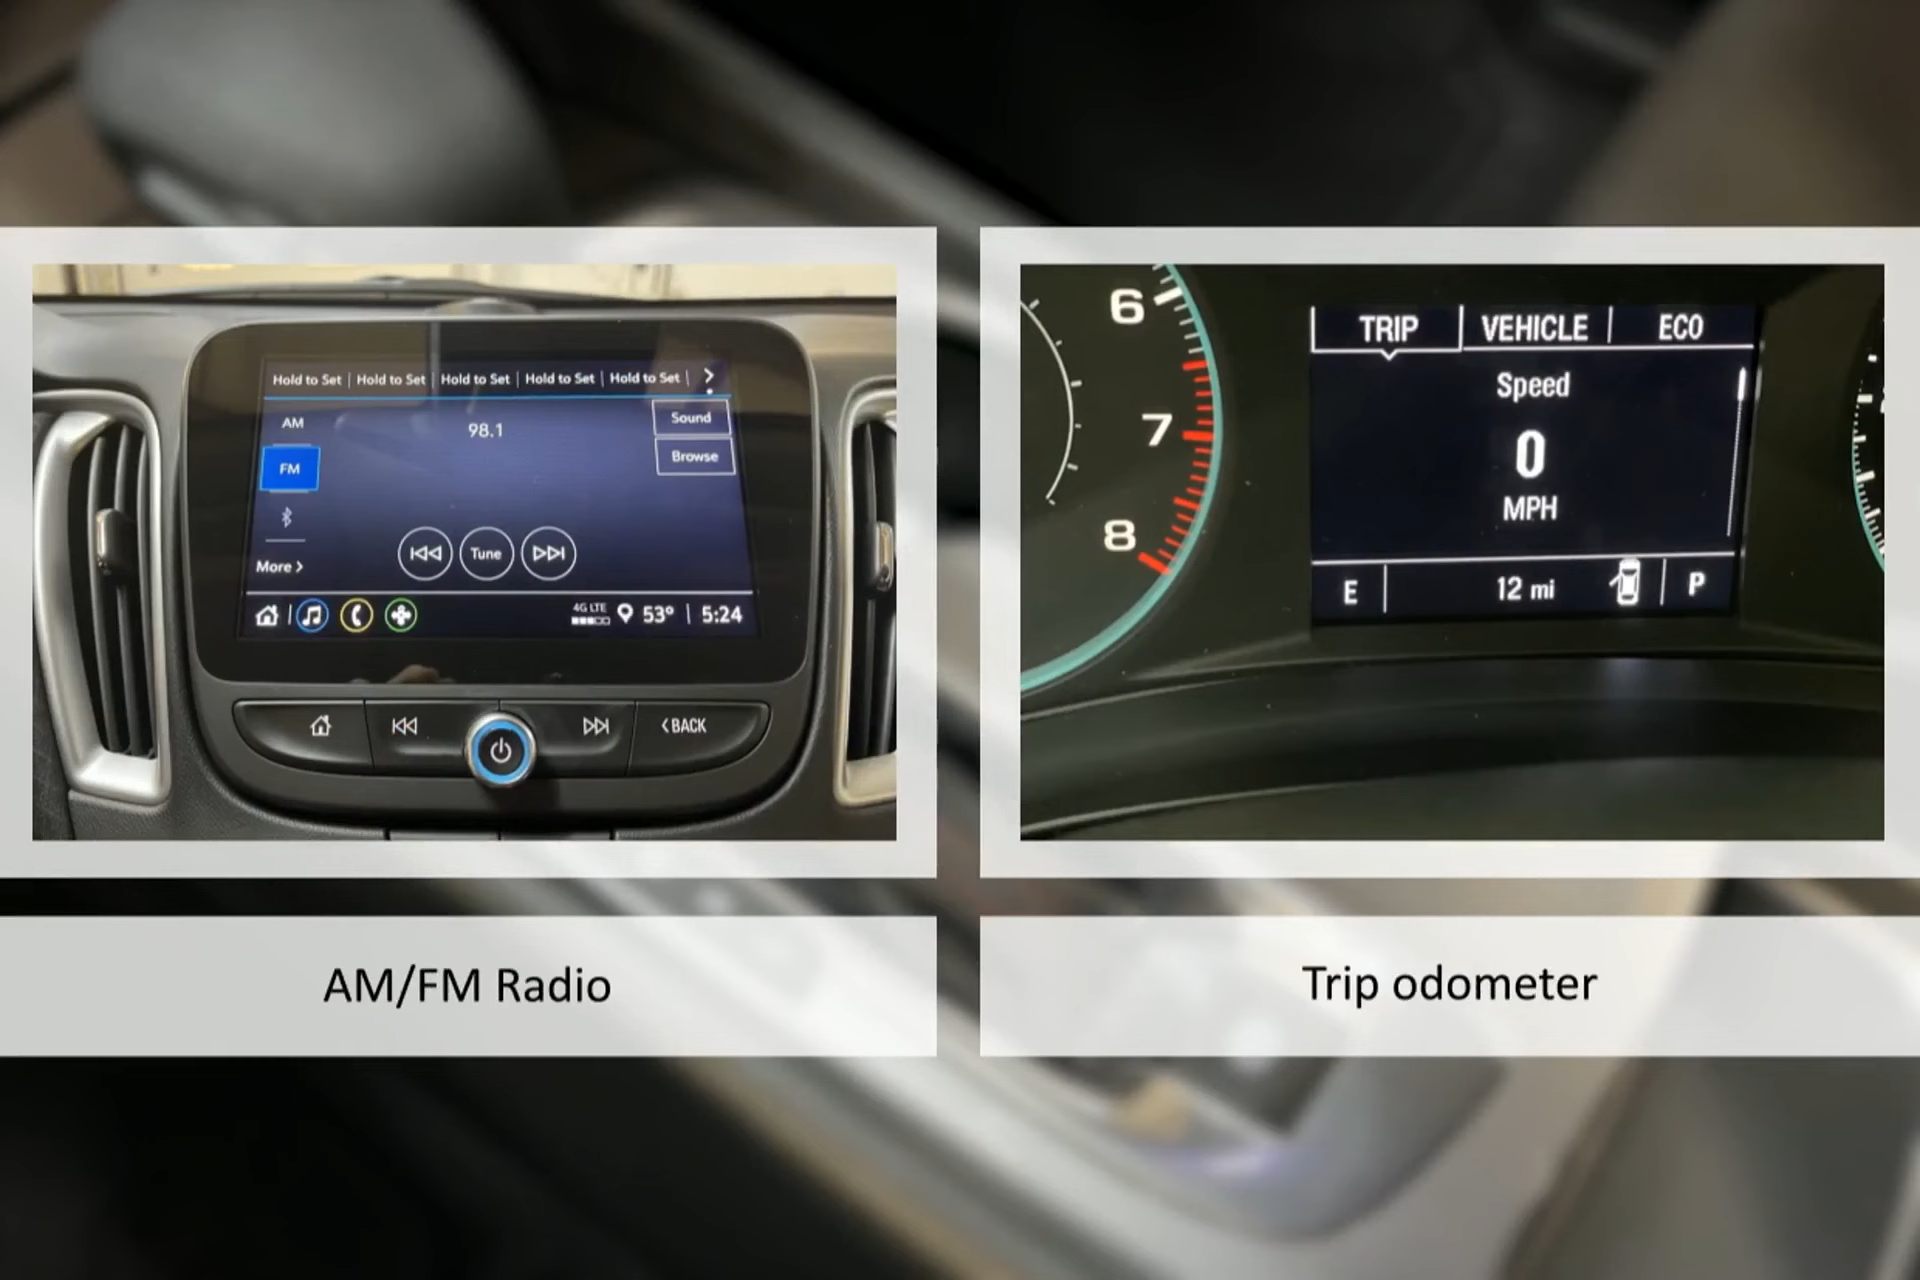 Hold to Set | Hold to Set | Hold to Set | Hold to Set | Hold to Set |
AM
98.1
Sound
FM
Browse
Tune
More >
4G LTE
53° | 5:24
< BACK
AM/FM Radio
6
7
8
TRIP VEHICLE ECO
Speed
0
MPH
E 12 mi P
Trip odometer